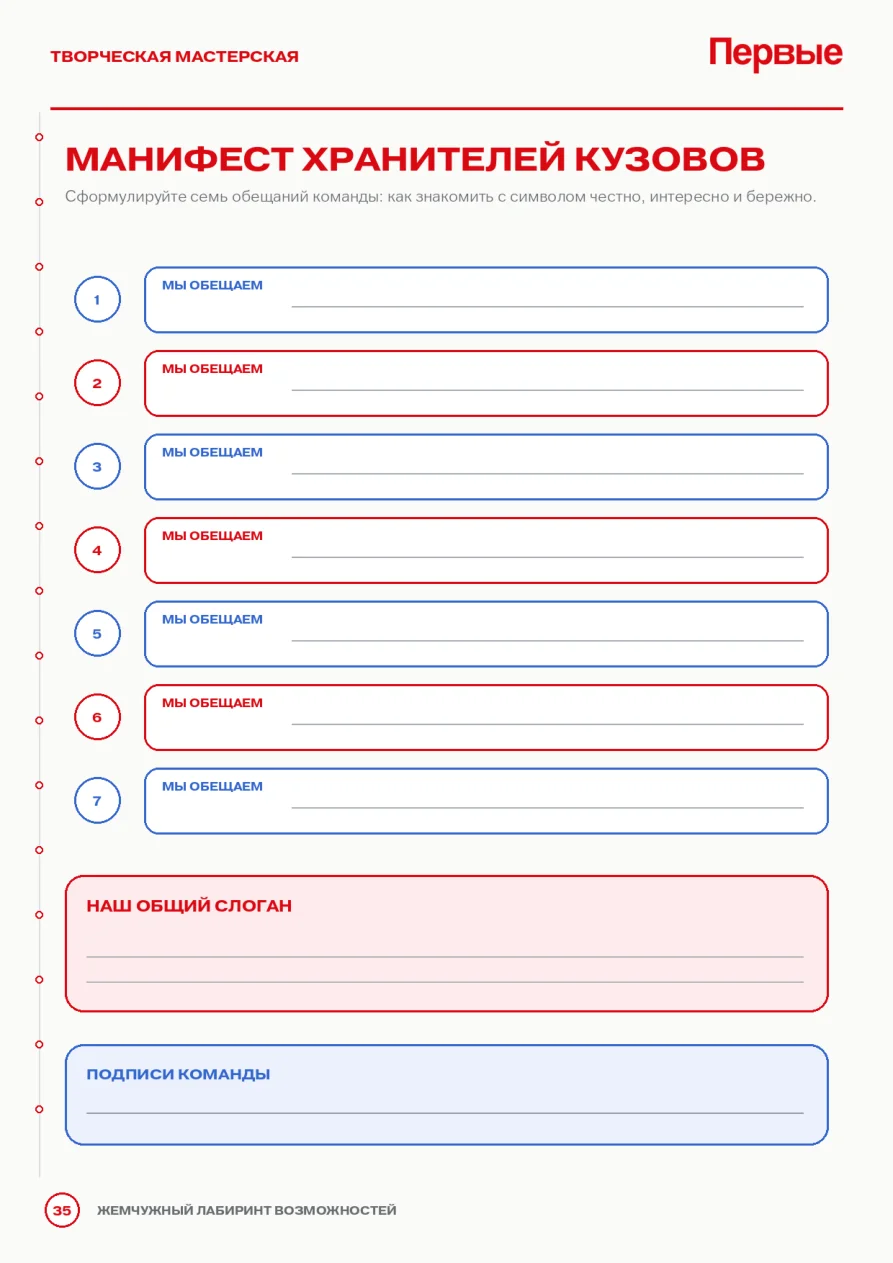 ТВОРЧЕСКАЯ МАСТЕРСКАЯ
Первые
МАНИФЕСТ ХРАНИТЕЛЕЙ КУЗОВОВ
Сформулируйте семь обещаний команды: как знакомить с символом честно, интересно и бережно.
1
МЫ ОБЕЩАЕМ
2
МЫ ОБЕЩАЕМ
3
МЫ ОБЕЩАЕМ
4
МЫ ОБЕЩАЕМ
5
МЫ ОБЕЩАЕМ
6
МЫ ОБЕЩАЕМ
7
МЫ ОБЕЩАЕМ
НАШ ОБЩИЙ СЛОГАН
ПОДПИСИ КОМАНДЫ
35
ЖЕМЧУЖНЫЙ ЛАБИРИНТ ВОЗМОЖНОСТЕЙ